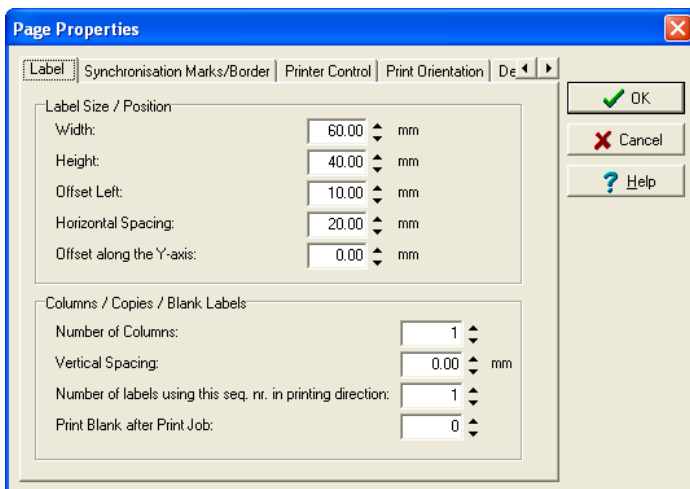 Page Properties
Label Synchronisation Marks/Border Printer Control Print Orientation De
Label Size / Position
Width: 60.00 mm
Height: 40.00 mm
Offset Left: 10.00 mm
Horizontal Spacing: 20.00 mm
Offset along the Y-axis: 0.00 mm
Columns / Copies / Blank Labels
Number of Columns: 1
Vertical Spacing: 0.00 mm
Number of labels using this seq. nr. in printing direction: 1
Print Blank after Print Job: 0
OK
Cancel
Help